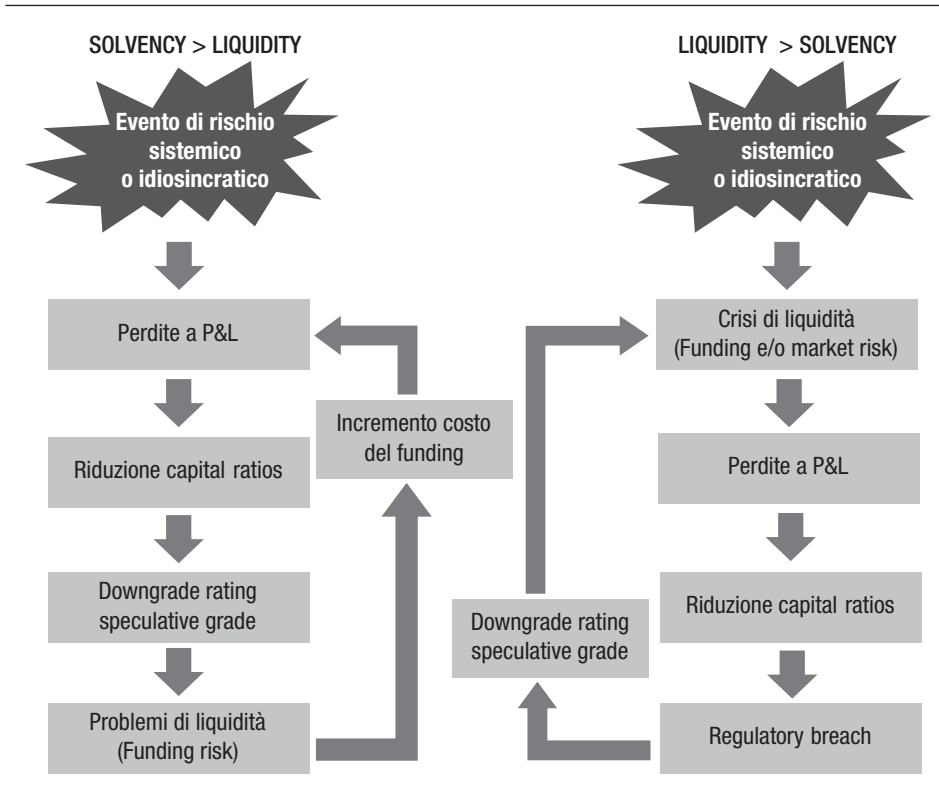 SOLVENCY > LIQUIDITY
Evento di rischio
sistemico
o idiosincratico
Perdite a P&L
Riduzione capital ratios
Downgrade rating
speculative grade
Problemi di liquidità
(Funding risk)
Incremento costo
del funding
LIQUIDITY > SOLVENCY
Evento di rischio
sistemico
o idiosincratico
Crisi di liquidità
(Funding e/o market risk)
Perdite a P&L
Riduzione capital ratios
Regulatory breach
Downgrade rating
speculative grade